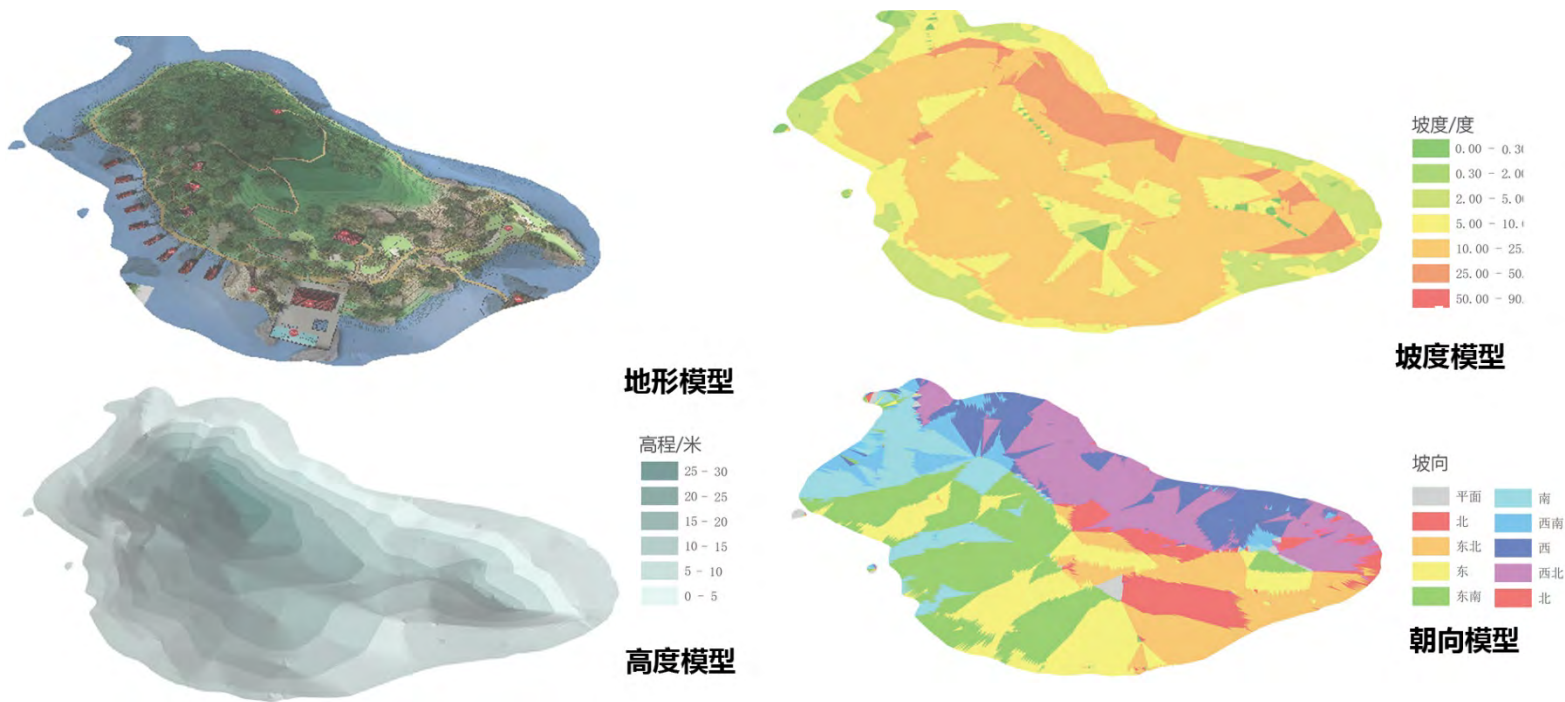 地形模型
坡度/度
0.00 - 0.30
0.30 - 2.00
2.00 - 5.00
5.00 - 10.
10.00 - 25.
25.00 - 50.
50.00 - 90.
坡度模型
高程/米
25 - 30
20 - 25
15 - 20
10 - 15
5 - 10
0 - 5
高度模型
坡向
平面
北
东北
东
东南
南
西南
西
西北
北
朝向模型